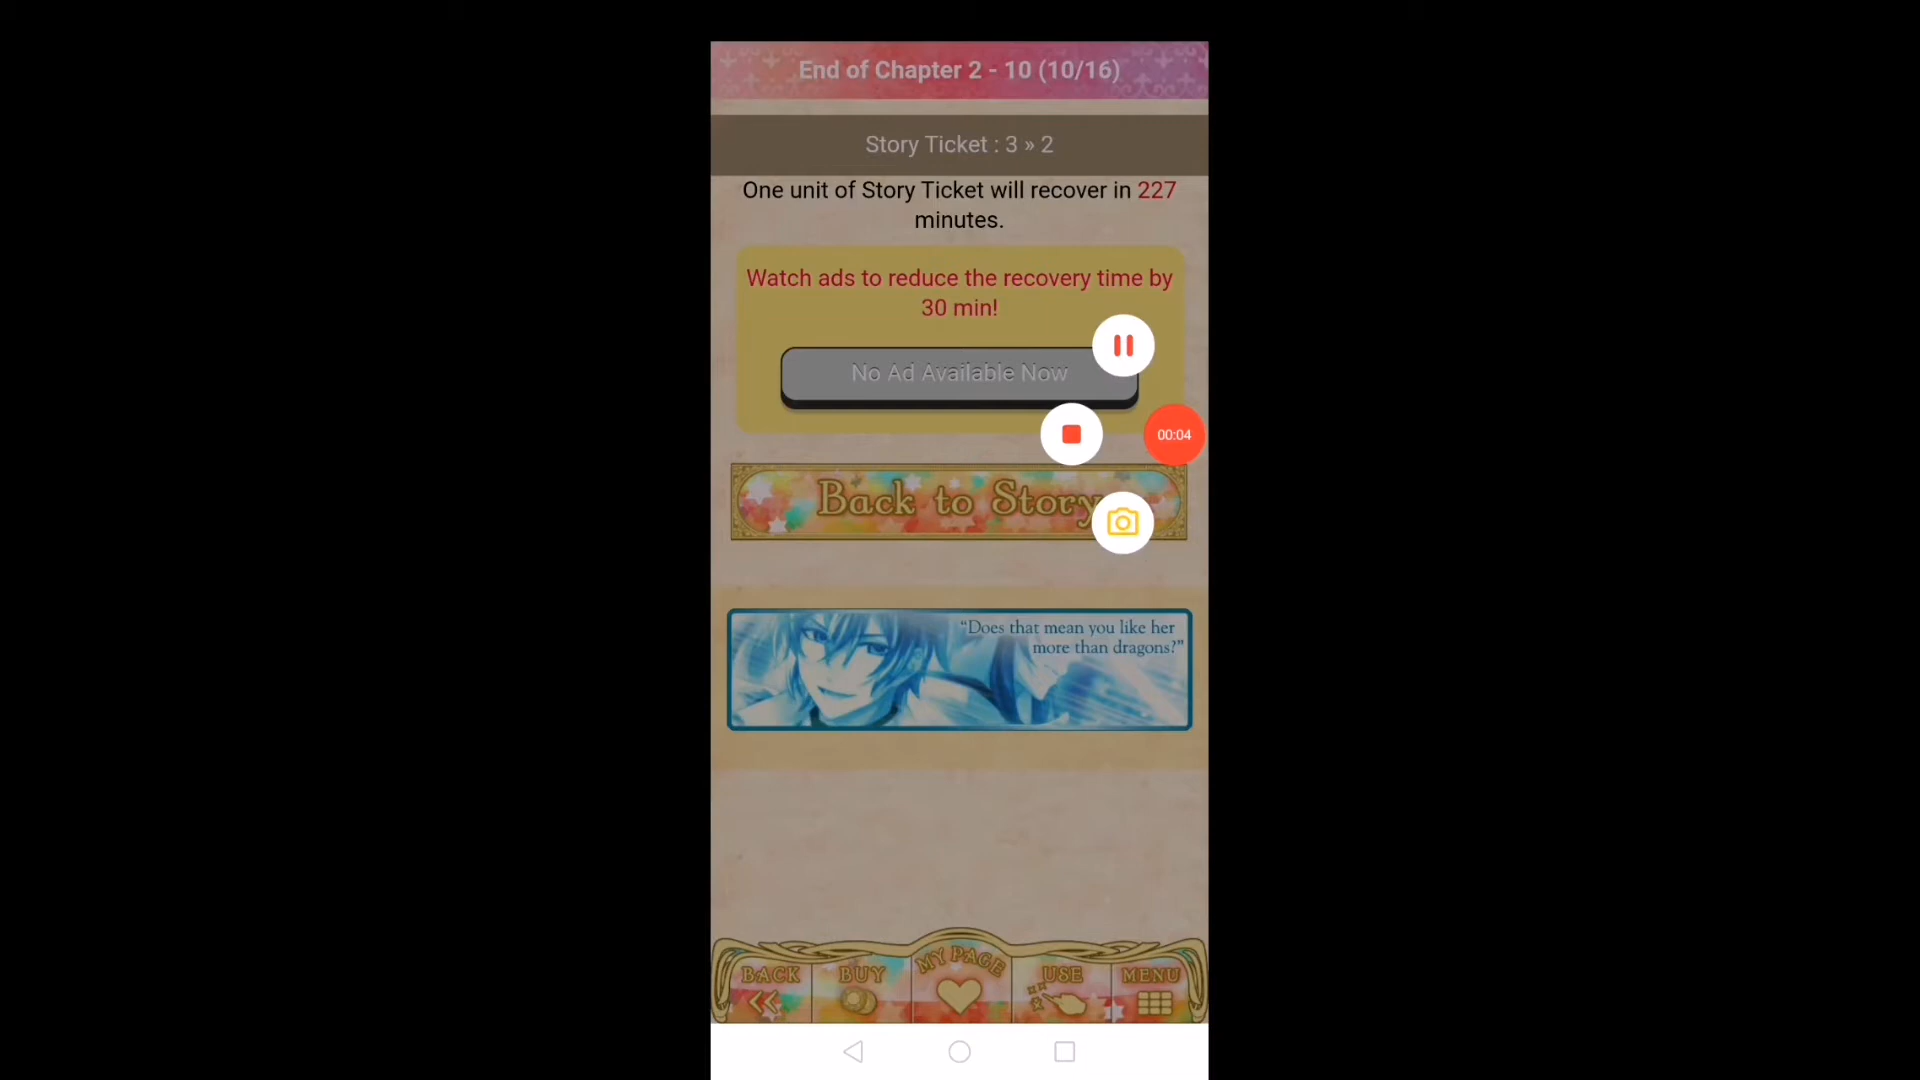 End of Chapter 2 - 10 (10/16)
Story Ticket : 3 » 2
One unit of Story Ticket will recover in 227
minutes.
Watch ads to reduce the recovery time by
30 min!
No Ad Available Now
00:04
Back to Story
“Does that mean you like her
more than dragons?”
BACK
BUY
MY PAGE
USE
MENU